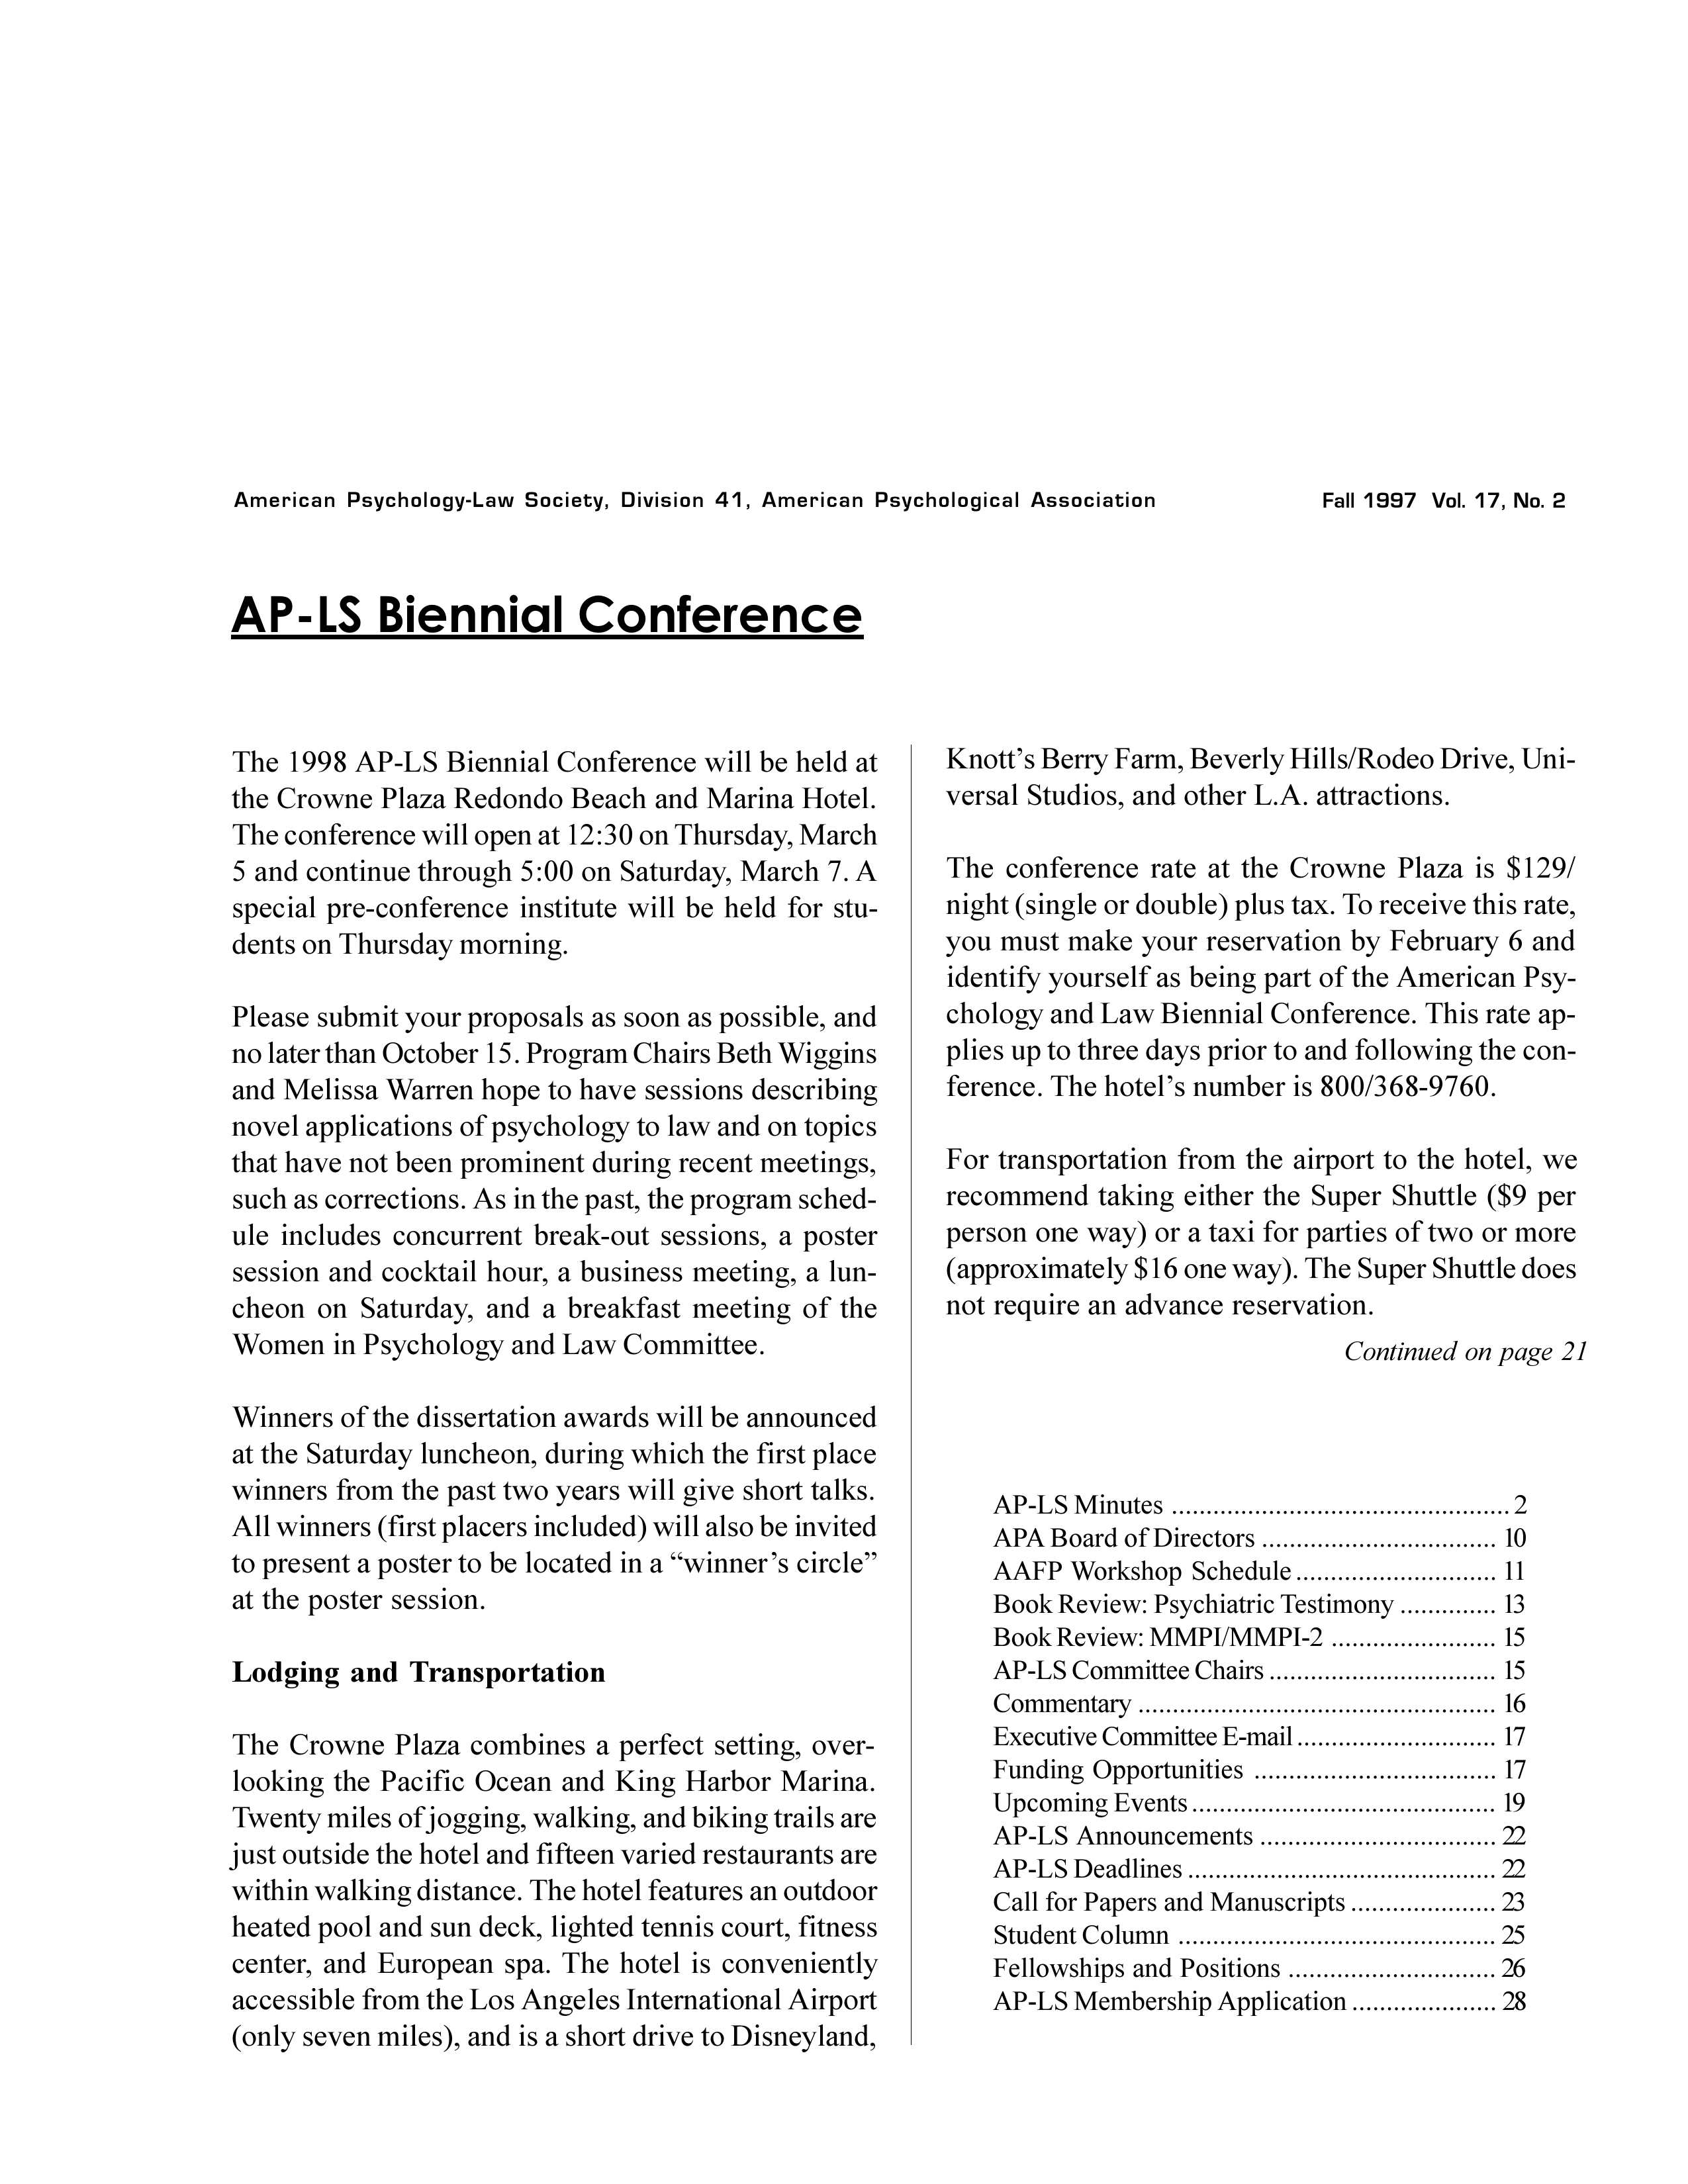 American Psychology-Law Society, Division 41, American Psychological Association Fall 1997 Vol. 17, No. 2
AP-LS Biennial Conference
The 1998 AP-LS Biennial Conference will be held at
the Crowne Plaza Redondo Beach and Marina Hotel.
The conference will open at 12:30 on Thursday, March
5 and continue through 5:00 on Saturday, March 7. A
special pre-conference institute will be held for stu-
dents on Thursday morning.
Please submit your proposals as soon as possible, and
no later than October 15. Program Chairs Beth Wiggins
and Melissa Warren hope to have sessions describing
novel applications of psychology to law and on topics
that have not been prominent during recent meetings,
such as corrections. As in the past, the program sched-
ule includes concurrent break-out sessions, a poster
session and cocktail hour, a business meeting, a lun-
cheon on Saturday, and a breakfast meeting of the
Women in Psychology and Law Committee.
Winners of the dissertation awards will be announced
at the Saturday luncheon, during which the first place
winners from the past two years will give short talks.
All winners (first placers included) will also be invited
to present a poster to be located in a “winner’s circle”
at the poster session.
Lodging and Transportation
The Crowne Plaza combines a perfect setting, over-
looking the Pacific Ocean and King Harbor Marina.
Twenty miles of jogging, walking, and biking trails are
just outside the hotel and fifteen varied restaurants are
within walking distance. The hotel features an outdoor
heated pool and sun deck, lighted tennis court, fitness
center, and European spa. The hotel is conveniently
accessible from the Los Angeles International Airport
(only seven miles), and is a short drive to Disneyland,
Knott’s Berry Farm, Beverly Hills/Rodeo Drive, Uni-
versal Studios, and other L.A. attractions.
The conference rate at the Crowne Plaza is $129/
night (single or double) plus tax. To receive this rate,
you must make your reservation by February 6 and
identify yourself as being part of the American Psy-
chology and Law Biennial Conference. This rate ap-
plies up to three days prior to and following the con-
ference. The hotel’s number is 800/368-9760.
For transportation from the airport to the hotel, we
recommend taking either the Super Shuttle ($9 per
person one way) or a taxi for parties of two or more
(approximately $16 one way). The Super Shuttle does
not require an advance reservation.
Continued on page 21
AP-LS Minutes ................................................. 2
APA Board of Directors .................................. 10
AAFP Workshop Schedule ............................. 11
Book Review: Psychiatric Testimony .............. 13
Book Review: MMPI/MMPI-2 ........................ 15
AP-LS Committee Chairs ................................. 15
Commentary .................................................... 16
Executive Committee E-mail ............................. 17
Funding Opportunities ................................... 17
Upcoming Events ............................................ 19
AP-LS Announcements .................................. 22
AP-LS Deadlines ............................................. 22
Call for Papers and Manuscripts ..................... 23
Student Column .............................................. 25
Fellowships and Positions .............................. 26
AP-LS Membership Application ..................... 28